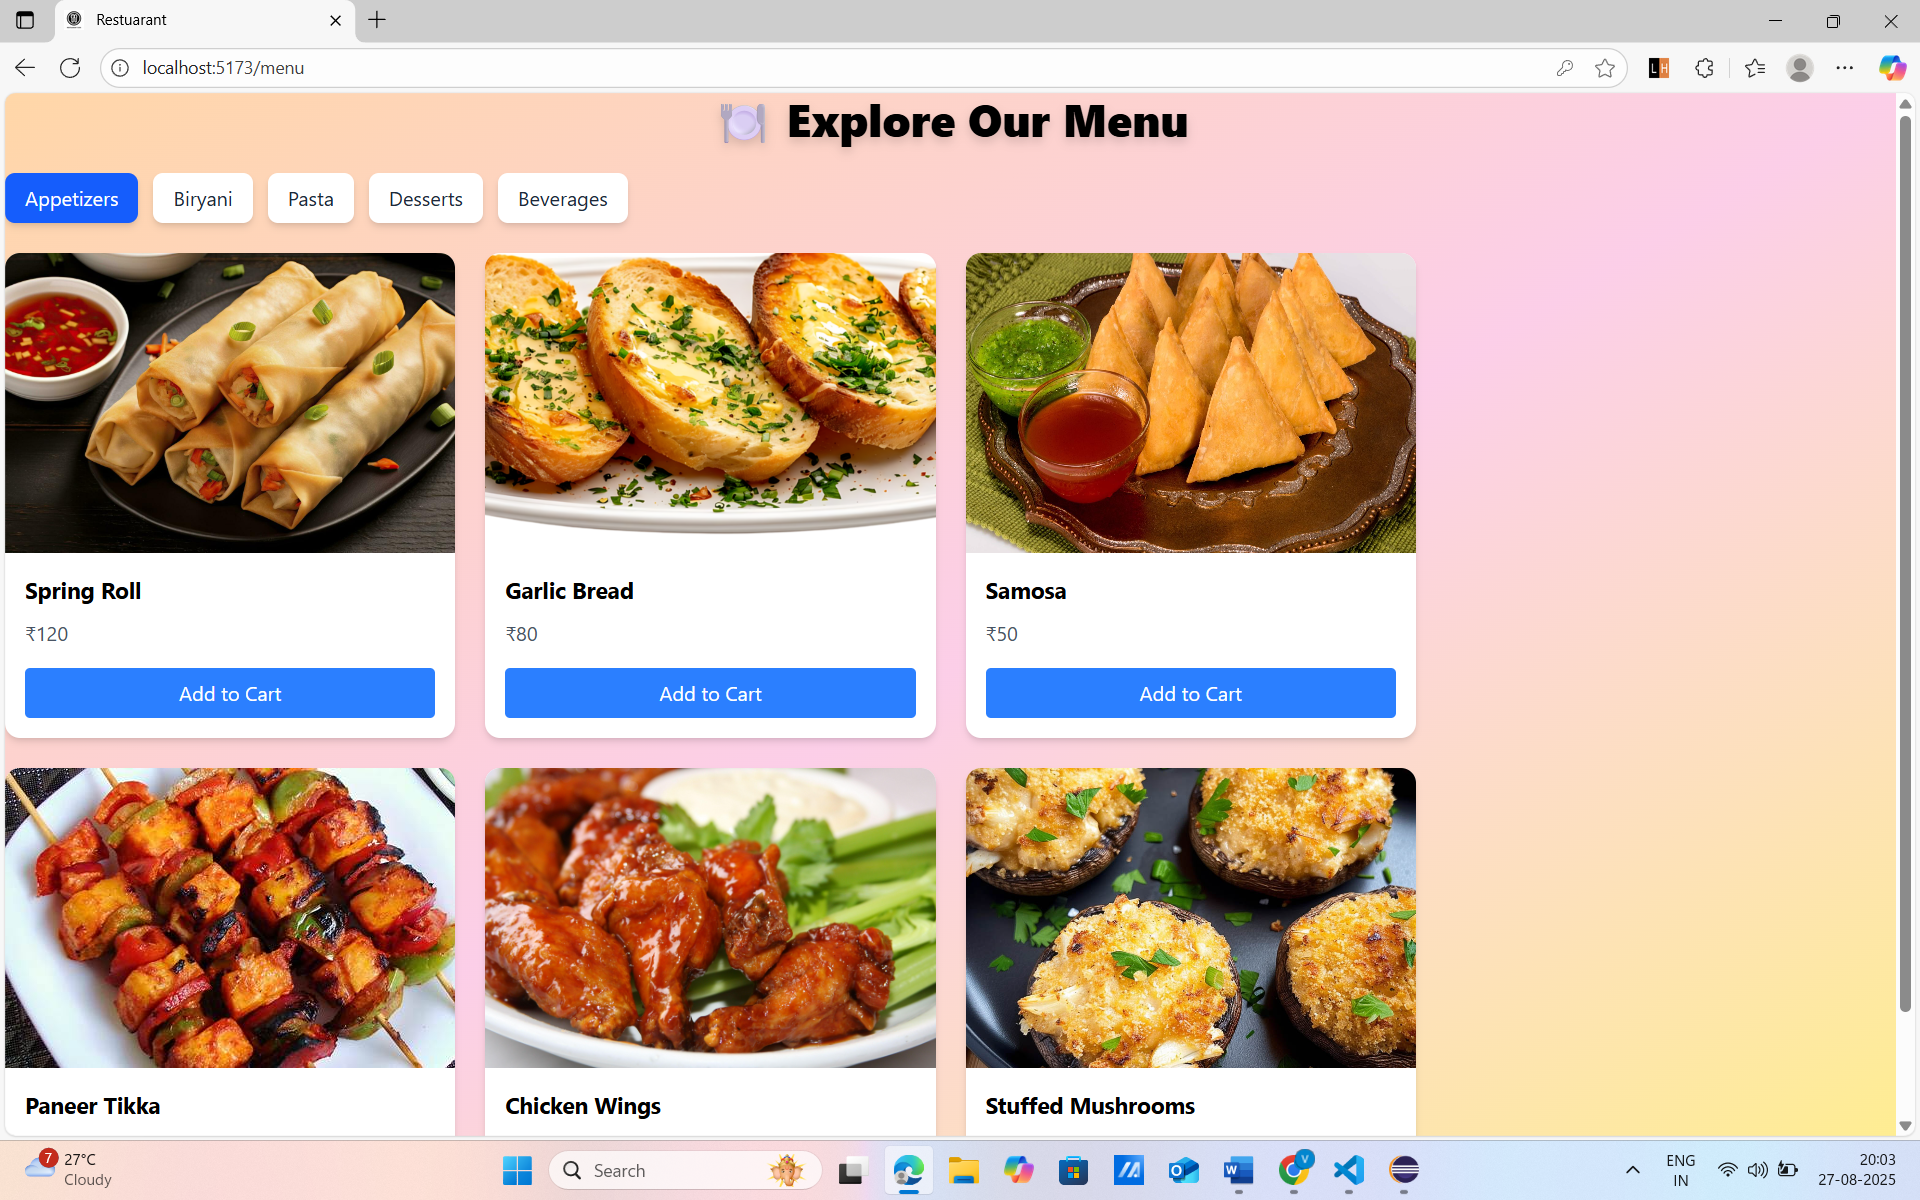 Restuarant
localhost:5173/menu
Explore Our Menu
Appetizers Biryani Pasta Desserts Beverages
Spring Roll Garlic Bread Samosa
₹120 ₹80 ₹50
Add to Cart Add to Cart Add to Cart
Paneer Tikka Chicken Wings Stuffed Mushrooms
7 27°C
Cloudy
Search
ENG
IN
20:03
27-08-2025